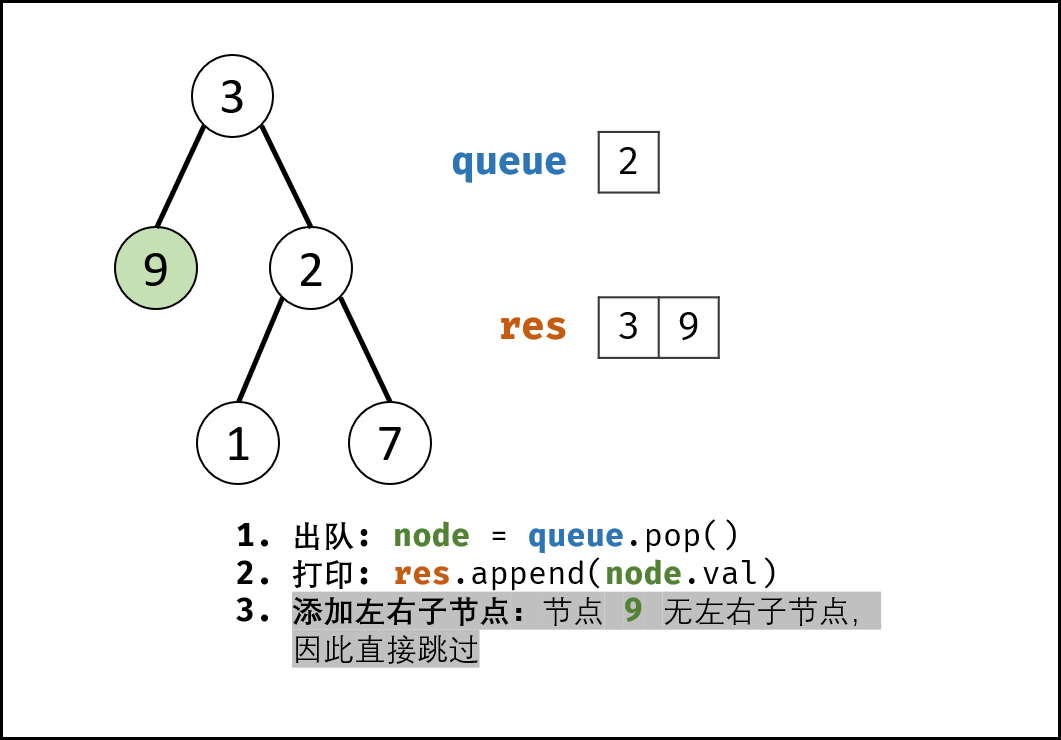 3
queue 2
9 2
res 3 9
1 7
1. 出队: node = queue.pop()
2. 打印: res.append(node.val)
3. 添加左右子节点: 节点 9 无左右子节点,
因此直接跳过